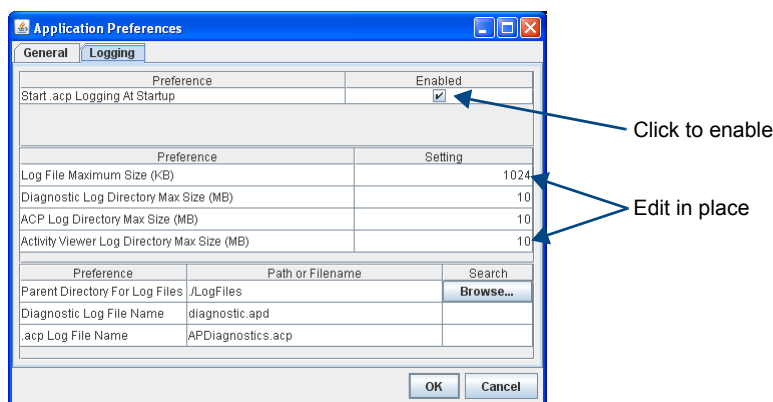 Application Preferences
General Logging
Preference Enabled
Start .acp Logging At Startup
Click to enable
Preference Setting
Log File Maximum Size (KB) 1024
Diagnostic Log Directory Max Size (MB) 10
ACP Log Directory Max Size (MB) 10
Activity Viewer Log Directory Max Size (MB) 10
Edit in place
Preference Path or Filename Search
Parent Directory For Log Files ./LogFiles Browse...
Diagnostic Log File Name diagnostic.apd
.acp Log File Name APDiagnostics.acp
OK Cancel